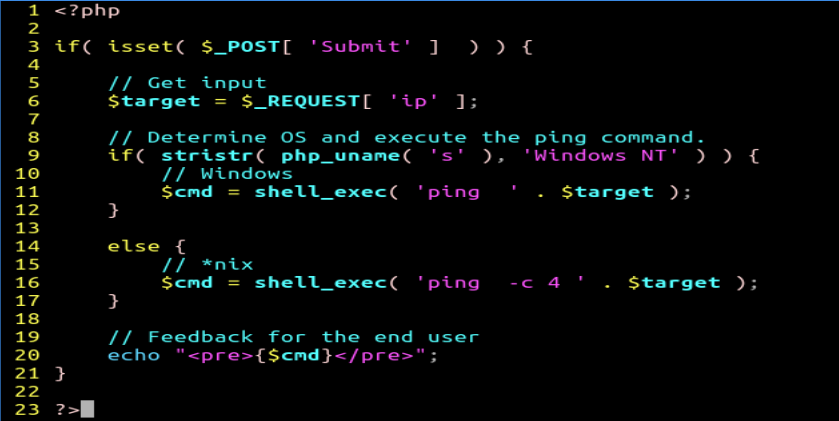 1 <?php
2
3 if( isset( $_POST[ 'Submit' ]  ) ) {
4
5     // Get input
6     $target = $_REQUEST[ 'ip' ];
7
8     // Determine OS and execute the ping command.
9     if( stristr( php_uname( 's' ), 'Windows NT' ) ) {
10         // Windows
11         $cmd = shell_exec( 'ping  ' . $target );
12     }
13
14     else {
15         // *nix
16         $cmd = shell_exec( 'ping  -c 4 ' . $target );
17     }
18
19     // Feedback for the end user
20     echo "<pre>{$cmd}</pre>";
21 }
22
23 ?>